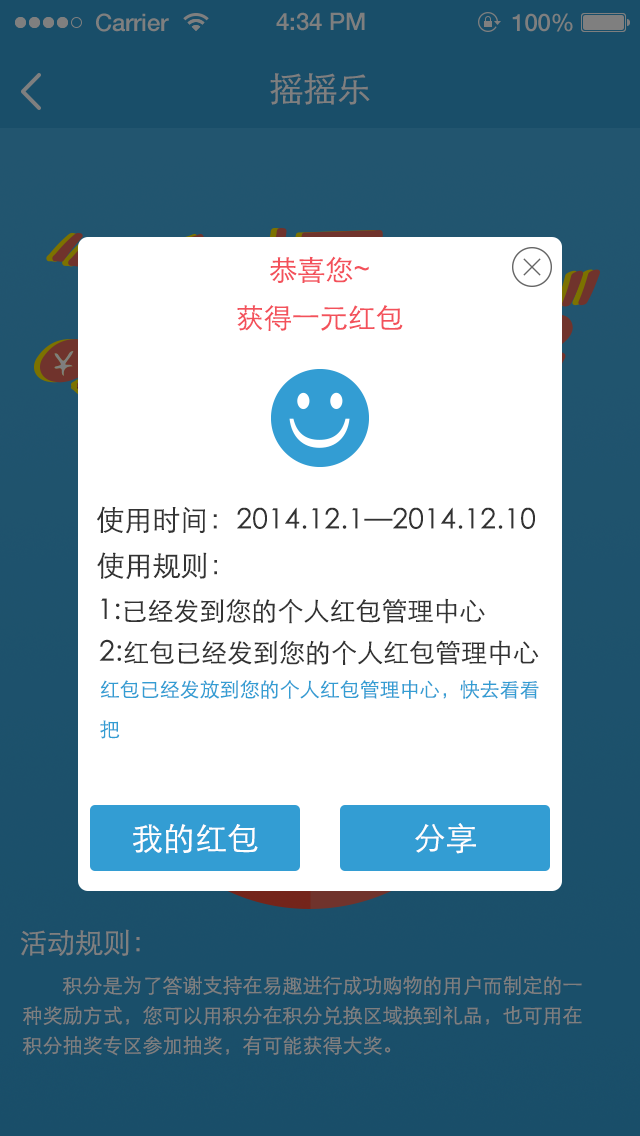 Carrier 4:34 PM 100%
摇摇乐
恭喜您~
获得一元红包
¥
使用时间：2014.12.1—2014.12.10
使用规则：
1:已经发到您的个人红包管理中心
2:红包已经发到您的个人红包管理中心
红包已经发放到您的个人红包管理中心，快去看看
把
我的红包 分享
活动规则：
积分是为了答谢支持在易趣进行成功购物的用户而制定的一
种奖励方式，您可以用积分在积分兑换区域换到礼品，也可用在
积分抽奖专区参加抽奖，有可能获得大奖。